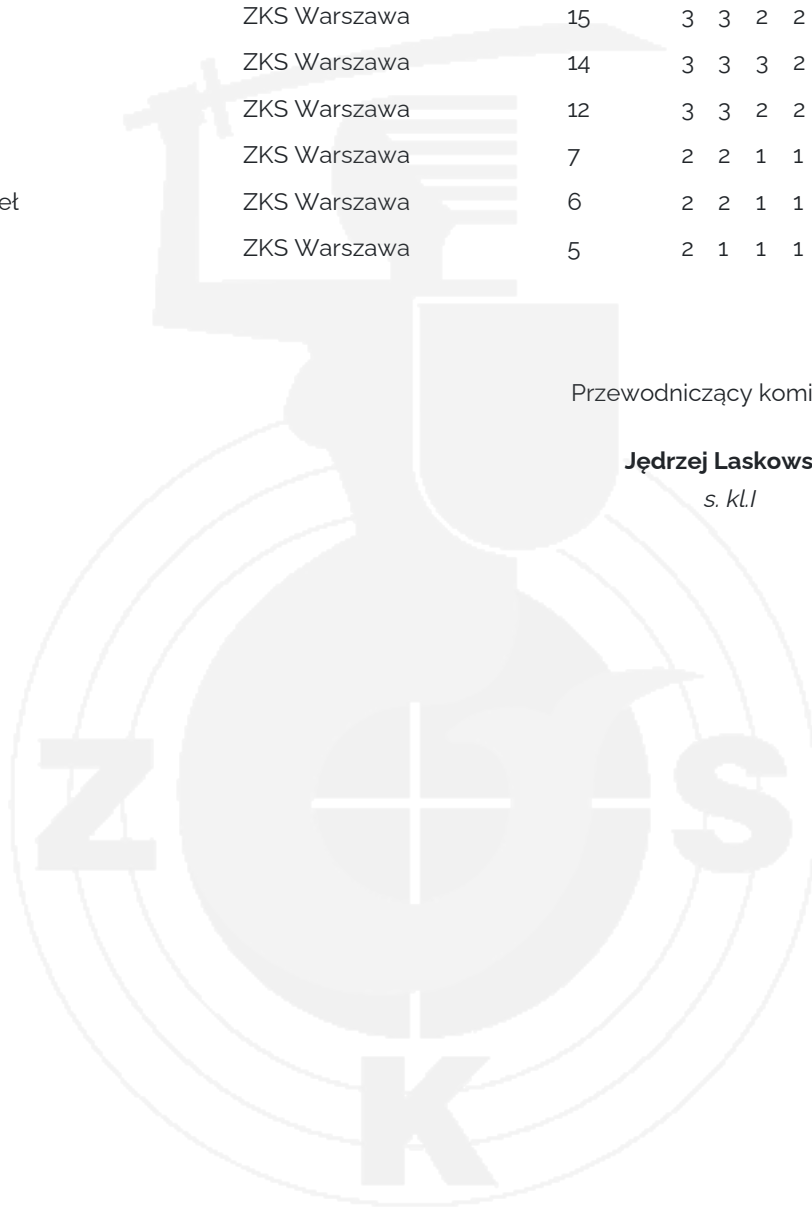 ZKS Warszawa 15 3 3 2 2
ZKS Warszawa 14 3 3 3 2
ZKS Warszawa 12 3 3 2 2
ZKS Warszawa 7 2 2 1 1
eł ZKS Warszawa 6 2 2 1 1
ZKS Warszawa 5 2 1 1 1
Przewodniczący komi
Jędrzej Laskows
s. kl.I
Z S
K